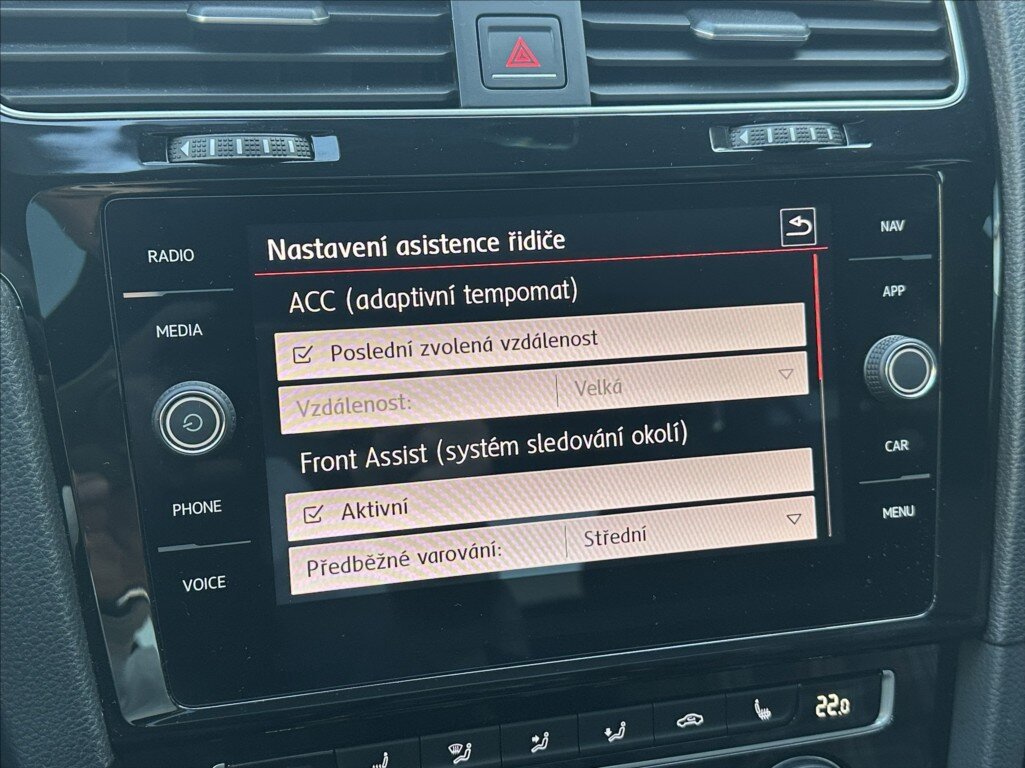 RADIO
MEDIA
PHONE
VOICE
Nastavení asistence řidiče
ACC (adaptivní tempomat)
Poslední zvolená vzdálenost
Vzdálenost: Velká
Front Assist (systém sledování okolí)
Aktivní
Předběžné varování: Střední
NAV
APP
CAR
MENU
22.0